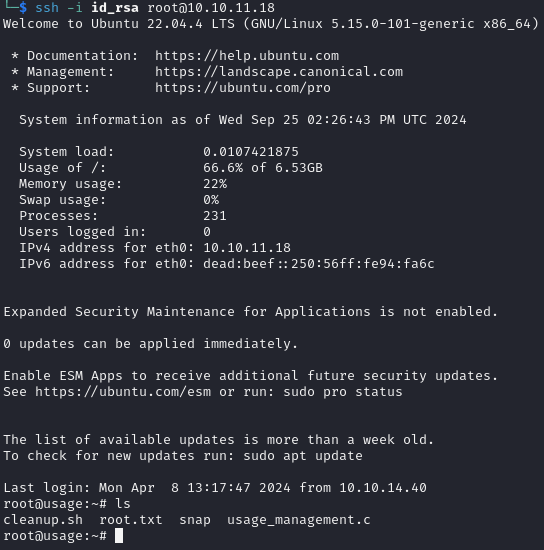 └─$ ssh -i id_rsa root@10.10.11.18
Welcome to Ubuntu 22.04.4 LTS (GNU/Linux 5.15.0-101-generic x86_64)
* Documentation:  https://help.ubuntu.com
* Management:     https://landscape.canonical.com
* Support:        https://ubuntu.com/pro
System information as of Wed Sep 25 02:26:43 PM UTC 2024
System load:           0.0107421875
Usage of /:            66.6% of 6.53GB
Memory usage:          22%
Swap usage:            0%
Processes:             231
Users logged in:       0
IPv4 address for eth0: 10.10.11.18
IPv6 address for eth0: dead:beef::250:56ff:fe94:fa6c
Expanded Security Maintenance for Applications is not enabled.
0 updates can be applied immediately.
Enable ESM Apps to receive additional future security updates.
See https://ubuntu.com/esm or run: sudo pro status
The list of available updates is more than a week old.
To check for new updates run: sudo apt update
Last login: Mon Apr  8 13:17:47 2024 from 10.10.14.40
root@usage:~# ls
cleanup.sh  root.txt  snap  usage_management.c
root@usage:~#